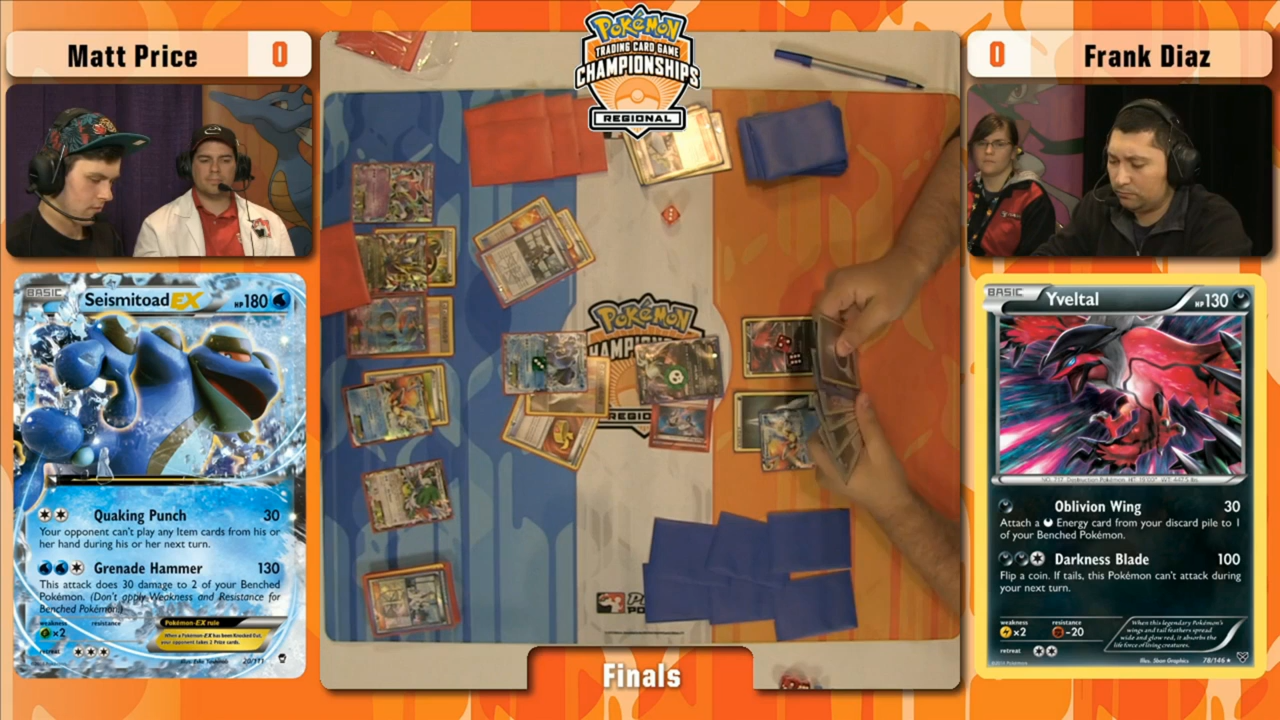 Matt Price
0
Pokémon
TRADING CARD GAME
CHAMPIONSHIPS
REGIONAL
0
Frank Diaz
BASIC
Seismitoad EX
HP180
Quaking Punch 30
Your opponent can't play any Item cards from his or
her hand during his or her next turn.
Grenade Hammer 130
This attack does 30 damage to 2 of your Benched
Pokémon. (Don't apply Weakness and Resistance for
Benched Pokémon.)
weakness
resistance
×2
Pokémon-EX rule
When a Pokémon-EX has been Knocked Out,
your opponent takes 2 Prize cards.
retreat
20/111
Pokémon
BASIC
Yveltal
HP130
Oblivion Wing 30
Attach a Energy card from your discard pile to 1
of your Benched Pokémon.
Darkness Blade 100
Flip a coin. If tails, this Pokémon can't attack during
your next turn.
weakness
resistance
×2
-20
When this legendary Pokémon's
wings and tail feathers spread
wide and glow red, it absorbs the
life force of living creatures.
retreat
Illus. 5ban Graphics
78/146
Finals